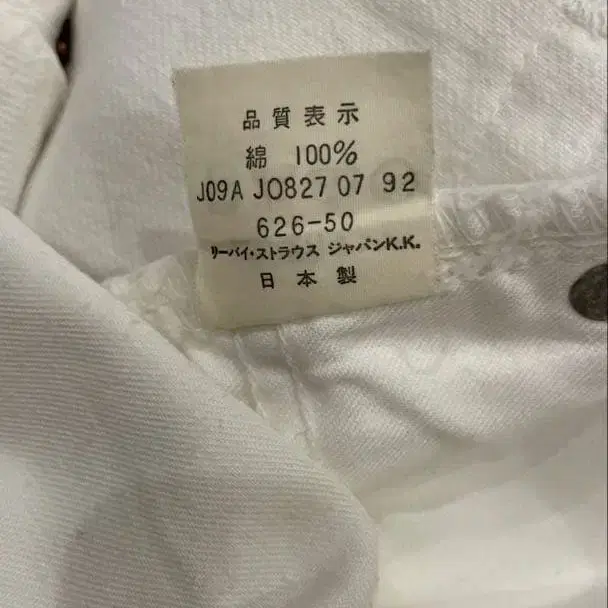 品質表示
綿 100%
J09A J0827 07 92
626-50
リーバイ・ストラウス ジャパンK.K.
日本製